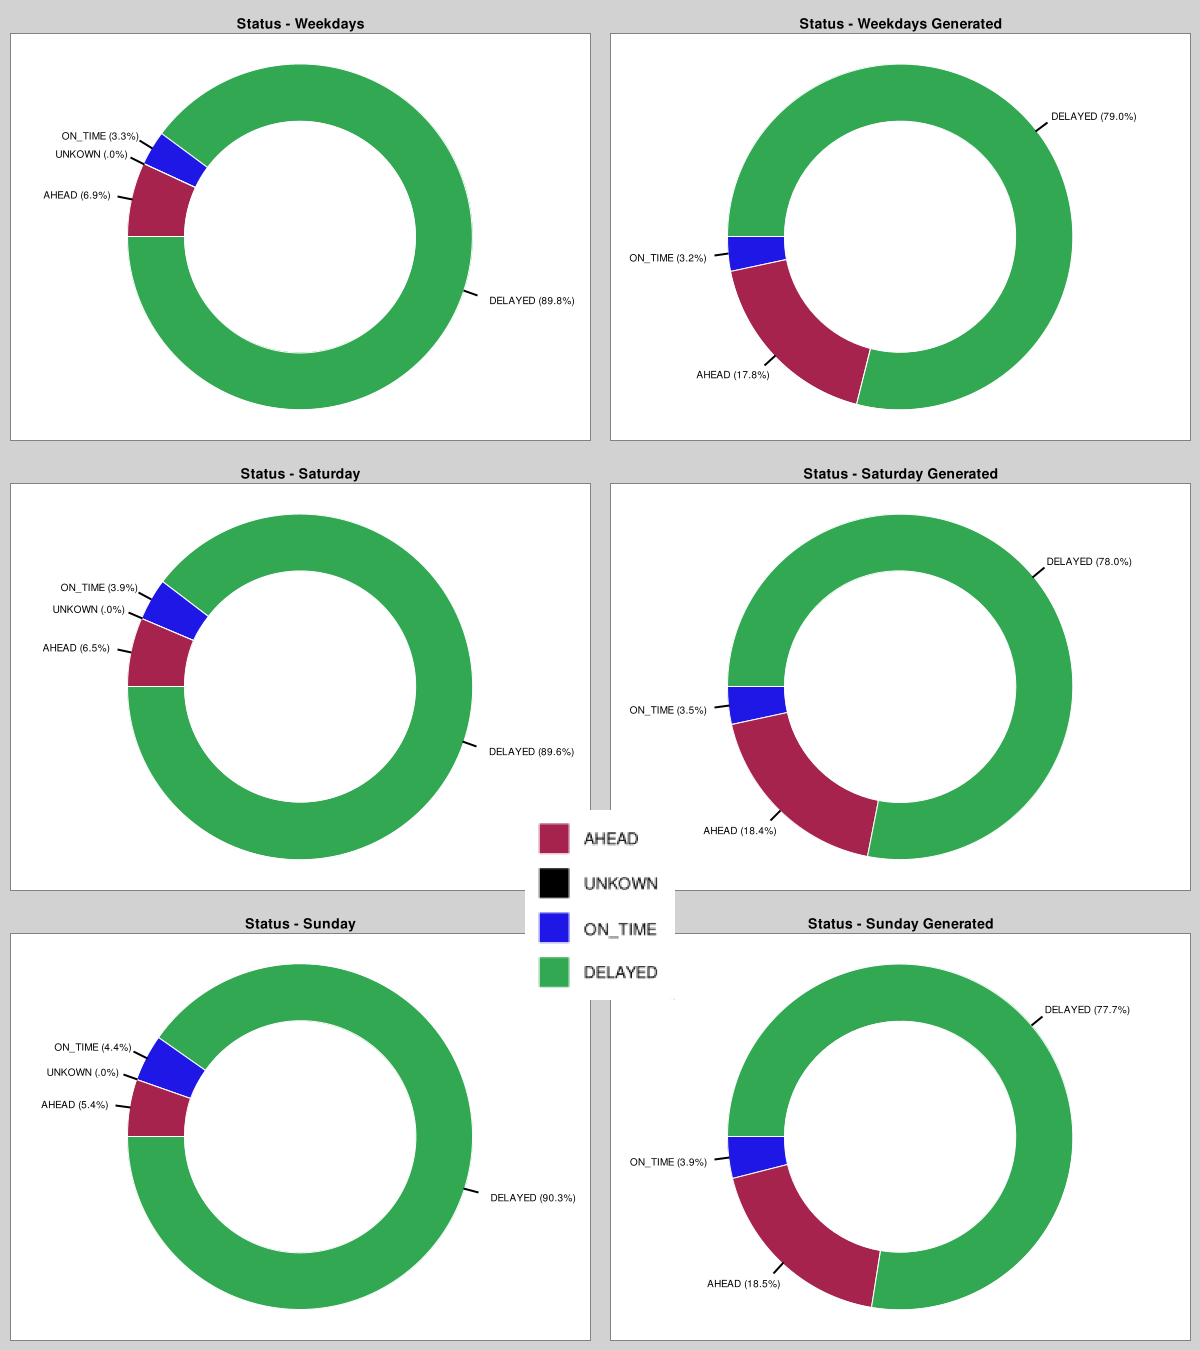 Status - Weekdays
ON_TIME (3.3%)
UNKOWN (.0%)
AHEAD (6.9%)
DELAYED (89.8%)
Status - Weekdays Generated
DELAYED (79.0%)
ON_TIME (3.2%)
AHEAD (17.8%)
Status - Saturday
ON_TIME (3.9%)
UNKOWN (.0%)
AHEAD (6.5%)
DELAYED (89.6%)
Status - Saturday Generated
DELAYED (78.0%)
ON_TIME (3.5%)
AHEAD (18.4%)
AHEAD
UNKOWN
ON_TIME
DELAYED
Status - Sunday
ON_TIME (4.4%)
UNKOWN (.0%)
AHEAD (5.4%)
DELAYED (90.3%)
Status - Sunday Generated
DELAYED (77.7%)
ON_TIME (3.9%)
AHEAD (18.5%)